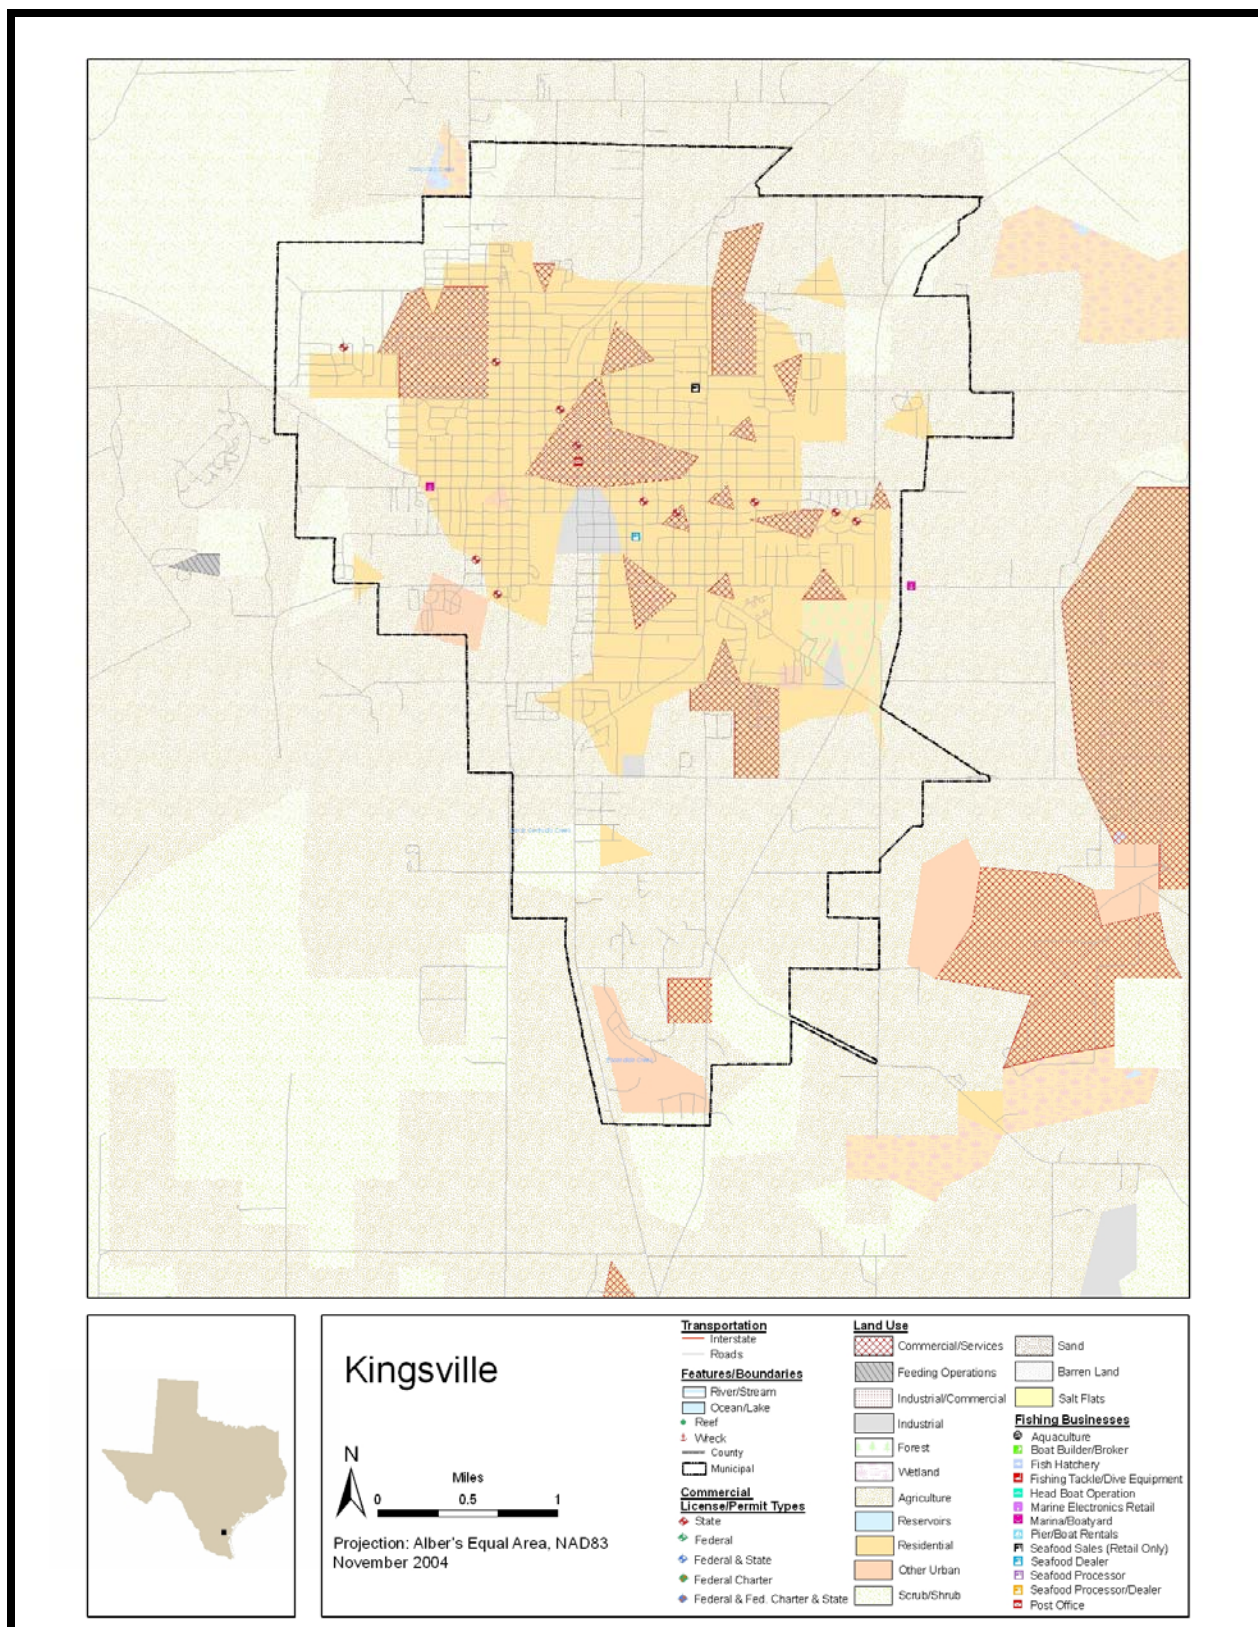 Kingsville
N
Miles
0 0.5 1
Projection: Alber's Equal Area, NAD83
November 2004
Transportation
Interstate
Roads
Features/Boundaries
River/Stream
Ocean/Lake
Reef
Wreck
County
Municipal
Commercial
License/Permit Types
State
Federal
Federal & State
Federal Charter
Federal & Fed. Charter & State
Land Use
Commercial/Services
Feeding Operations
Industrial/Commercial
Industrial
Forest
Wetland
Agriculture
Reservoirs
Residential
Other Urban
Scrub/Shrub
Sand
Barren Land
Salt Flats
Fishing Businesses
Aquaculture
Boat Builder/Broker
Fish Hatchery
Fishing Tackle/Dive Equipment
Head Boat Operation
Marine Electronics Retail
Marina/Boatyard
Pier/Boat Rentals
Seafood Sales (Retail Only)
Seafood Dealer
Seafood Processor
Seafood Processor/Dealer
Post Office